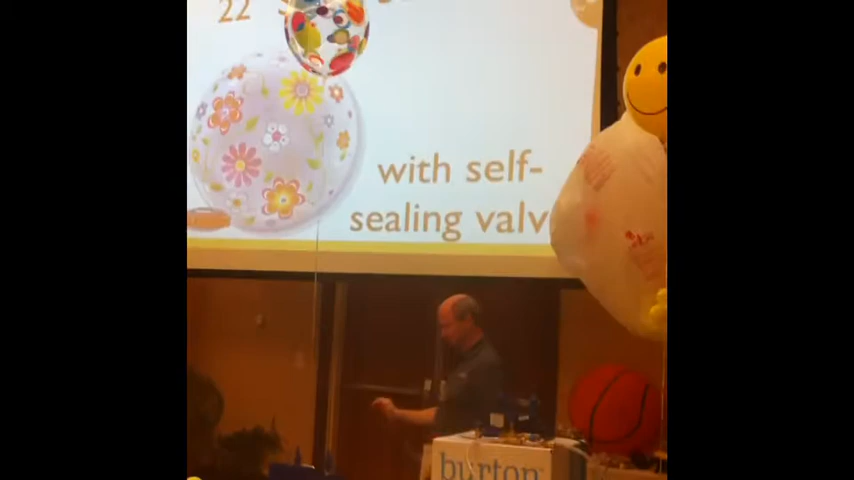 22
with self-
sealing valv
burton